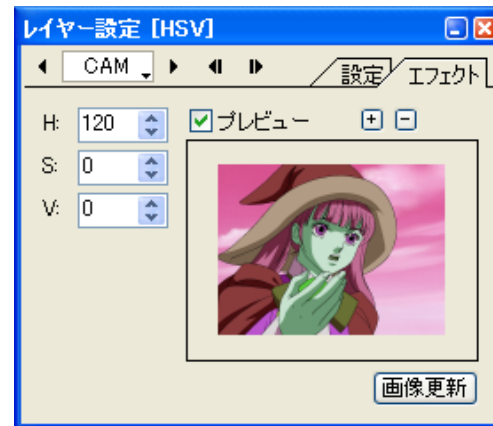 レイヤー設定 [HSV]
CAM 設定 エフェクト
H: 120 プレビュー
S: 0
V: 0
画像更新